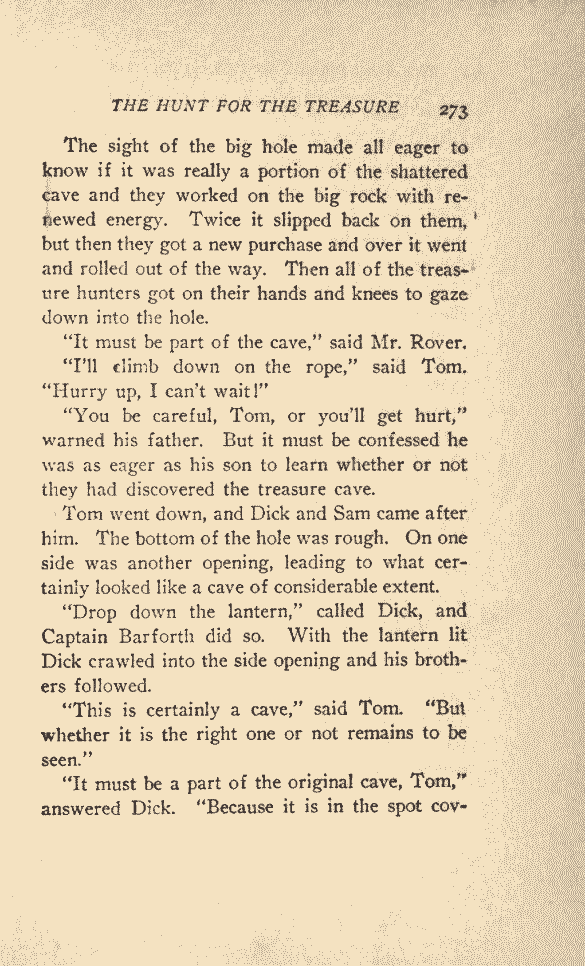 THE HUNT FOR THE TREASURE 273
The sight of the big hole made all eager to
know if it was really a portion of the shattered
cave and they worked on the big rock with re-
newed energy. Twice it slipped back on them,
but then they got a new purchase and over it went
and rolled out of the way. Then all of the treas-
ure hunters got on their hands and knees to gaze
down into the hole.
"It must be part of the cave," said Mr. Rover.
"I'll climb down on the rope," said Tom.
"Hurry up, I can't wait!"
"You be careful, Tom, or you'll get hurt,"
warned his father. But it must be confessed he
was as eager as his son to learn whether or not
they had discovered the treasure cave.
Tom went down, and Dick and Sam came after
him. The bottom of the hole was rough. On one
side was another opening, leading to what cer-
tainly looked like a cave of considerable extent.
"Drop down the lantern," called Dick, and
Captain Barforth did so. With the lantern lit
Dick crawled into the side opening and his broth-
ers followed.
"This is certainly a cave," said Tom. "But
whether it is the right one or not remains to be
seen."
"It must be a part of the original cave, Tom,"
answered Dick. "Because it is in the spot cov-